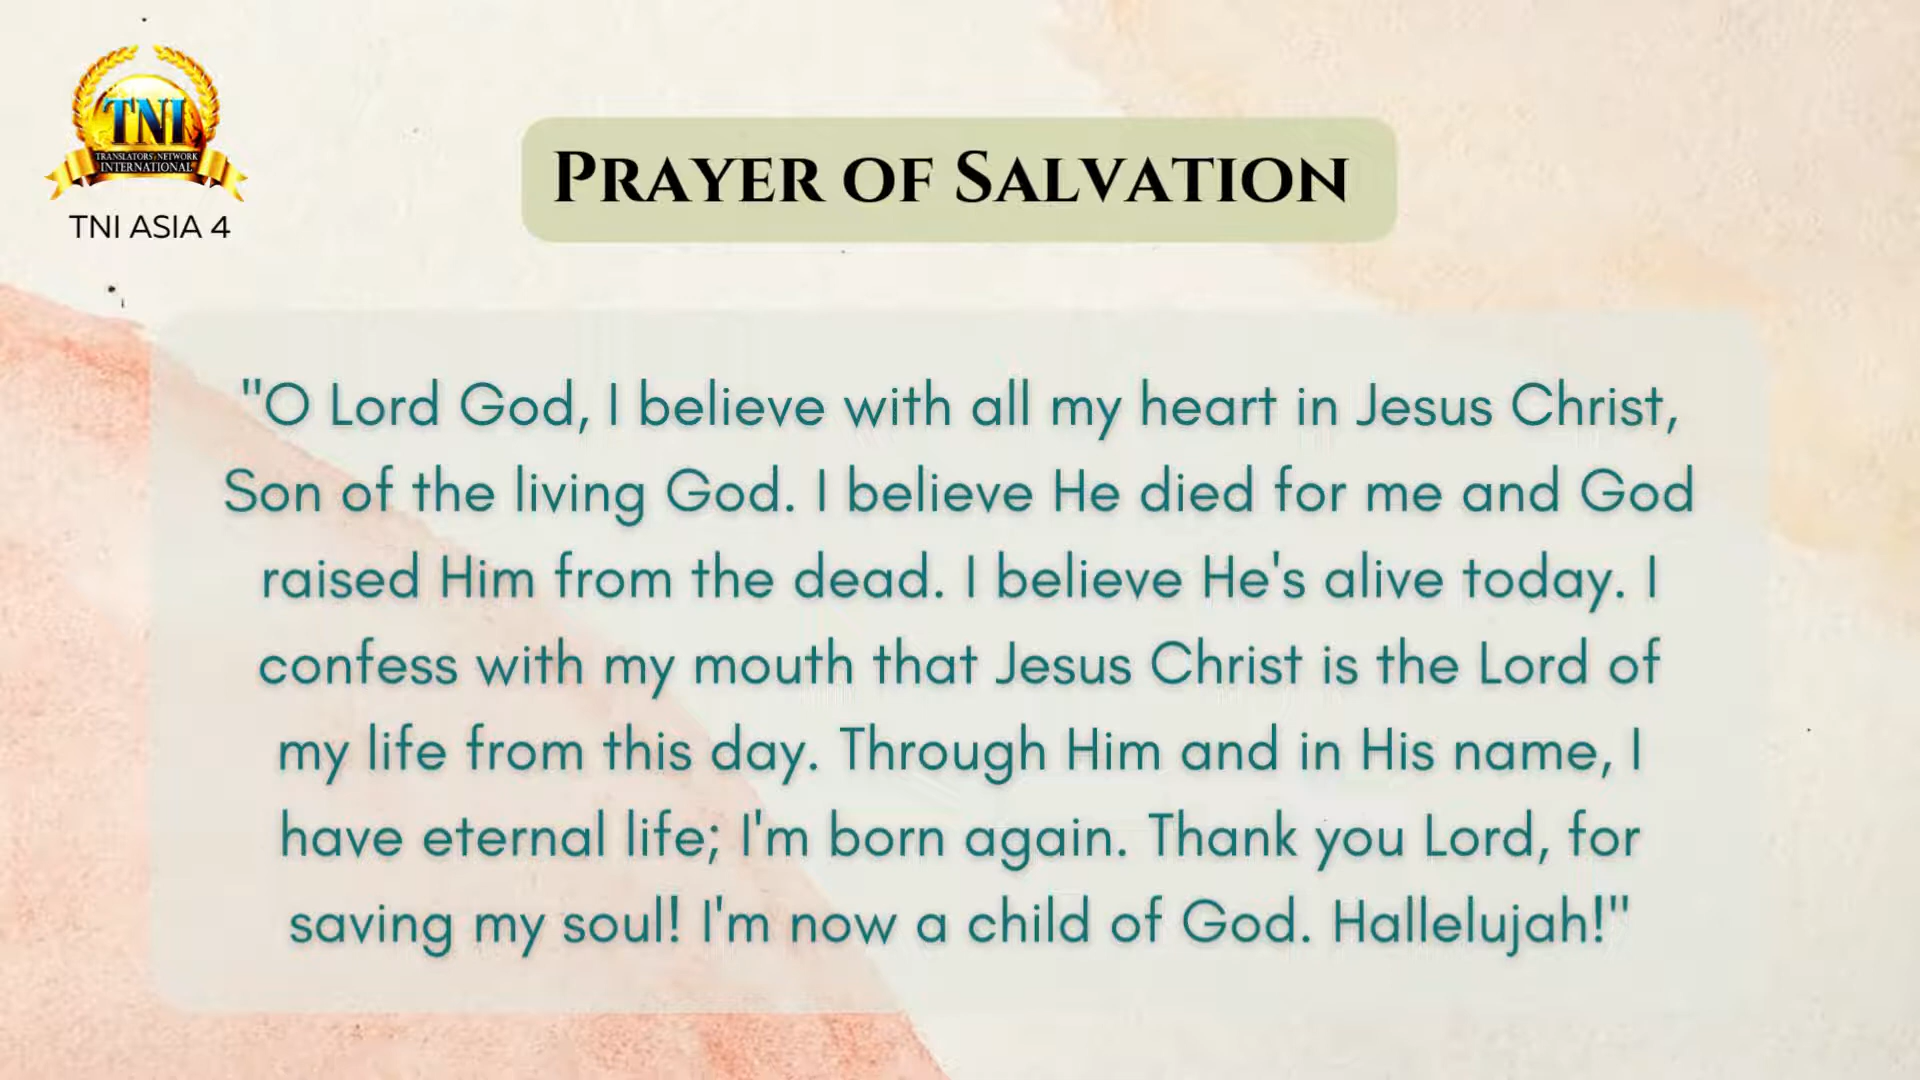 TNI
TRANSLATORS' NETWORK
INTERNATIONAL
TNI ASIA 4
PRAYER OF SALVATION
"O Lord God, I believe with all my heart in Jesus Christ,
Son of the living God. I believe He died for me and God
raised Him from the dead. I believe He's alive today. I
confess with my mouth that Jesus Christ is the Lord of
my life from this day. Through Him and in His name, I
have eternal life; I'm born again. Thank you Lord, for
saving my soul! I'm now a child of God. Hallelujah!"